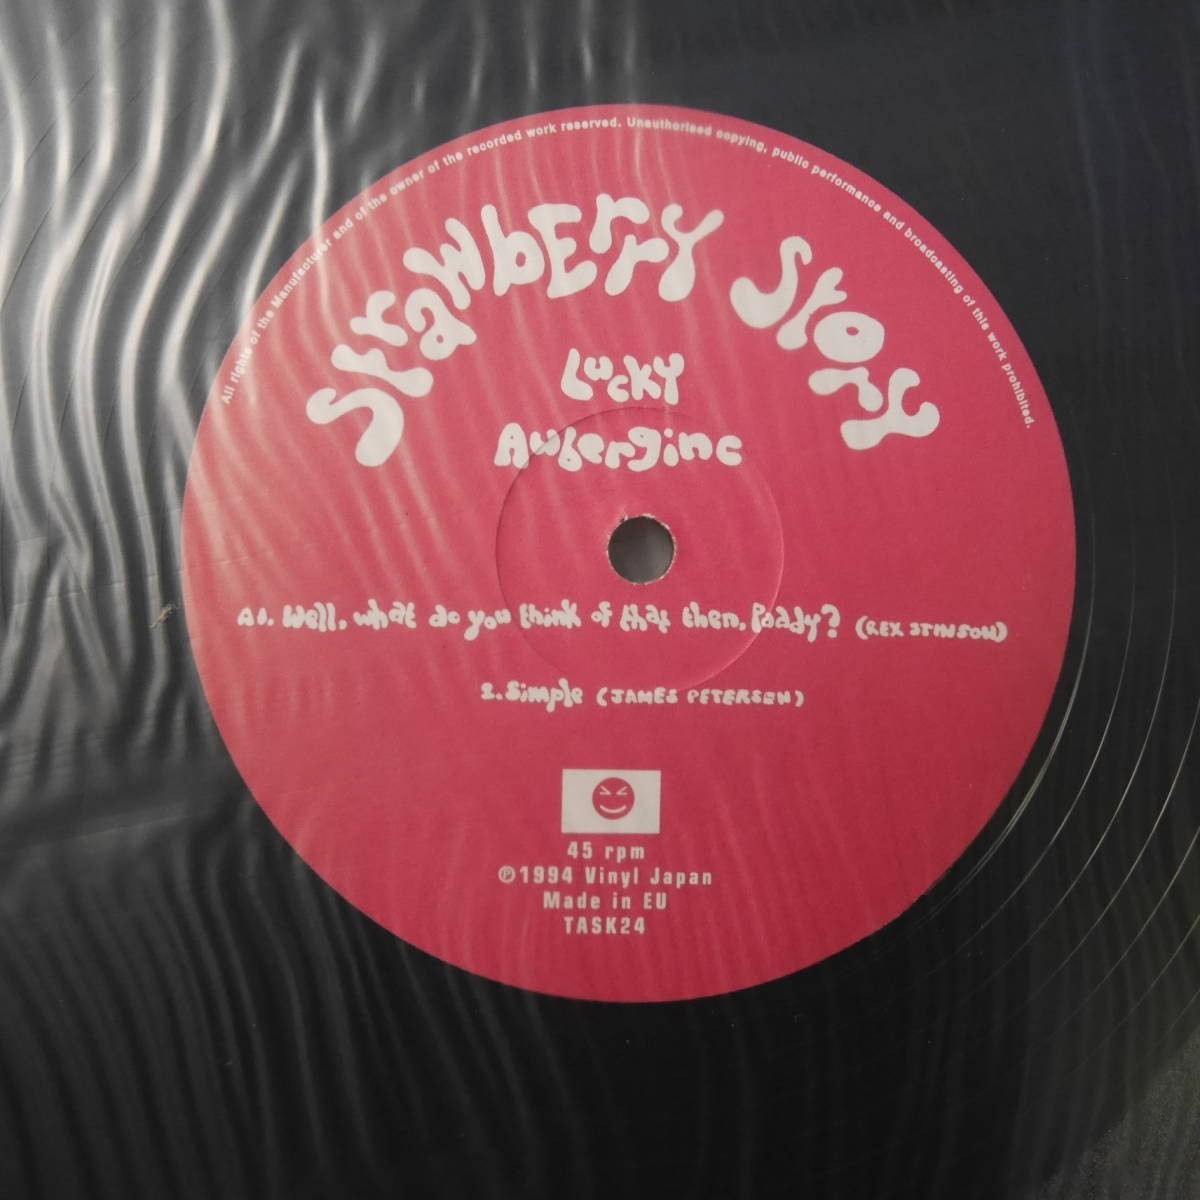 All rights of the Manufacturer and of the owner of the recorded work reserved. Unauthorised copying, public performance and broadcasting of this work prohibited.
Strawberry Story
Lucky
Aubergine
A1. Well, what do you think of that then, Paddy? (REX STINSON)
2. Simple (JAMES PETERSEN)
45 rpm
℗1994 Vinyl Japan
Made in EU
TASK24